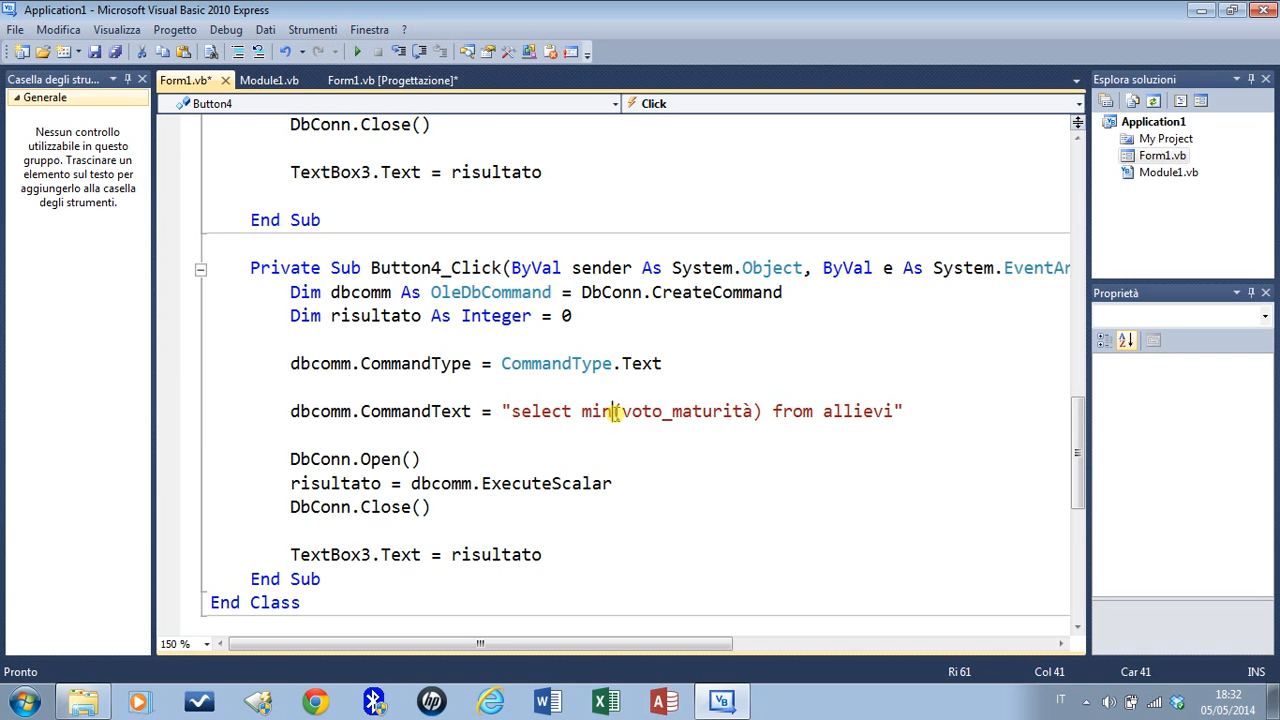 Application1 - Microsoft Visual Basic 2010 Express
File Modifica Visualizza Progetto Debug Dati Strumenti Finestra ?
Casella degli stru...
Form1.vb* Module1.vb Form1.vb [Progettazione]*
Esplora soluzioni
Generale
Button4 Click
Nessun controllo
utilizzabile in questo
gruppo. Trascinare un
elemento sul testo per
aggiungerlo alla casella
degli strumenti.
DbConn.Close()
TextBox3.Text = risultato
End Sub
Private Sub Button4_Click(ByVal sender As System.Object, ByVal e As System.EventAr
Dim dbcomm As OleDbCommand = DbConn.CreateCommand
Dim risultato As Integer = 0
dbcomm.CommandType = CommandType.Text
dbcomm.CommandText = "select min(voto_maturità) from allievi"
DbConn.Open()
risultato = dbcomm.ExecuteScalar
DbConn.Close()
TextBox3.Text = risultato
End Sub
End Class
Application1
My Project
Form1.vb
Module1.vb
Proprietà
150 %
Pronto
Ri 61 Col 41 Car 41 INS
IT
18:32
05/05/2014